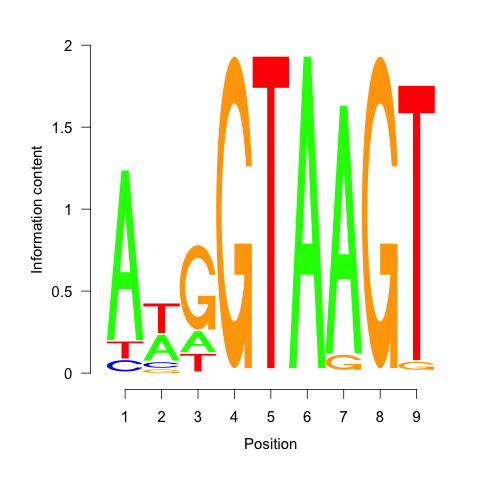 2
1.5
1
0.5
0
Information content
A T C
T A C G
G A T
G
T
A
A G
G
T G
1 2 3 4 5 6 7 8 9
Position